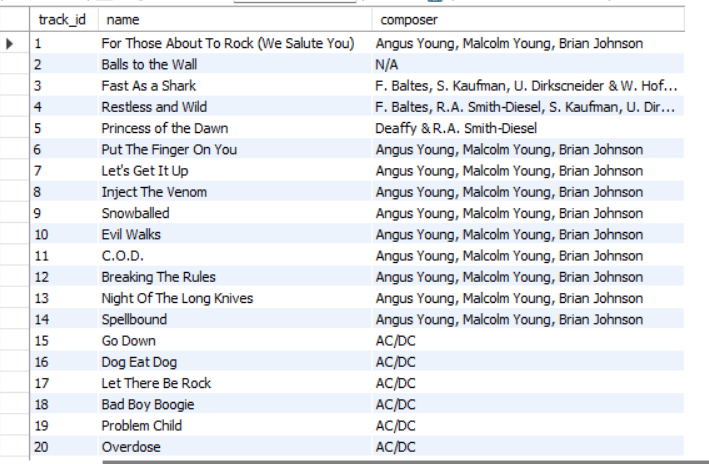 track_id name composer
1 For Those About To Rock (We Salute You) Angus Young, Malcolm Young, Brian Johnson
2 Balls to the Wall N/A
3 Fast As a Shark F. Baltes, S. Kaufman, U. Dirkscneider & W. Hof...
4 Restless and Wild F. Baltes, R.A. Smith-Diesel, S. Kaufman, U. Dir...
5 Princess of the Dawn Deaffy & R.A. Smith-Diesel
6 Put The Finger On You Angus Young, Malcolm Young, Brian Johnson
7 Let's Get It Up Angus Young, Malcolm Young, Brian Johnson
8 Inject The Venom Angus Young, Malcolm Young, Brian Johnson
9 Snowballed Angus Young, Malcolm Young, Brian Johnson
10 Evil Walks Angus Young, Malcolm Young, Brian Johnson
11 C.O.D. Angus Young, Malcolm Young, Brian Johnson
12 Breaking The Rules Angus Young, Malcolm Young, Brian Johnson
13 Night Of The Long Knives Angus Young, Malcolm Young, Brian Johnson
14 Spellbound Angus Young, Malcolm Young, Brian Johnson
15 Go Down AC/DC
16 Dog Eat Dog AC/DC
17 Let There Be Rock AC/DC
18 Bad Boy Boogie AC/DC
19 Problem Child AC/DC
20 Overdose AC/DC